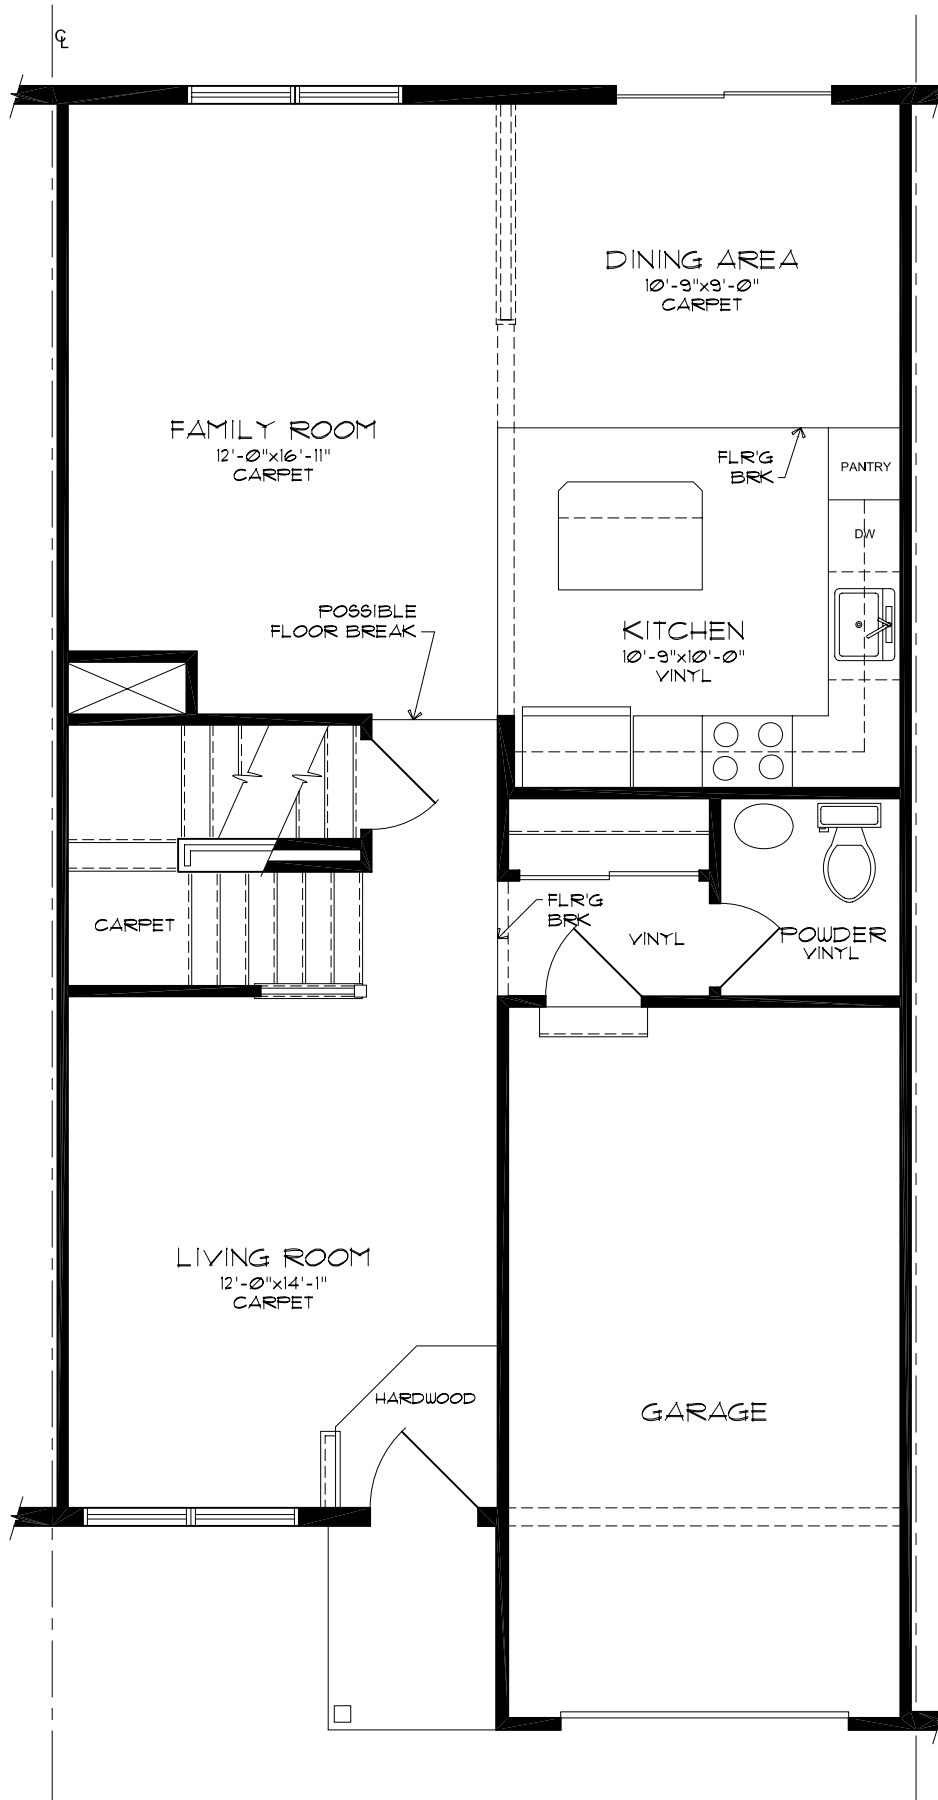 ℄
DINING AREA
10'-9"x9'-0"
CARPET
FAMILY ROOM
12'-0"x16'-11"
CARPET
FLR'G
BRK
PANTRY
DW
POSSIBLE
FLOOR BREAK
KITCHEN
10'-9"x10'-0"
VINYL
FLR'G
BRK
CARPET
VINYL
POWDER
VINYL
LIVING ROOM
12'-0"x14'-1"
CARPET
HARDWOOD
GARAGE